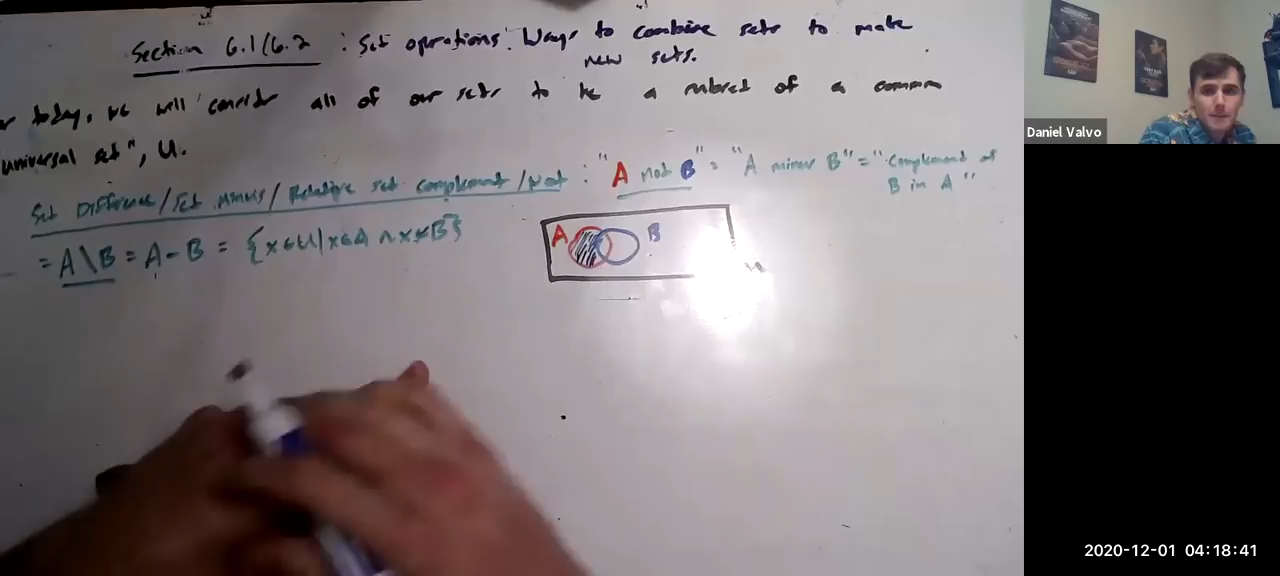 Section 6.1/6.2 : Set operations: Ways to combine sets to make
new sets.
today, we will consider all of our sets to be a subset of a common
universal set", U.
Set Difference/Set Minus/Relative set complement/Not : "A not B" = "A minus B" = "Complement of
B in A"
= A\B = A-B = {x∈U|x∈A ∧ x∉B}
A B
Daniel Valvo
2020-12-01 04:18:41